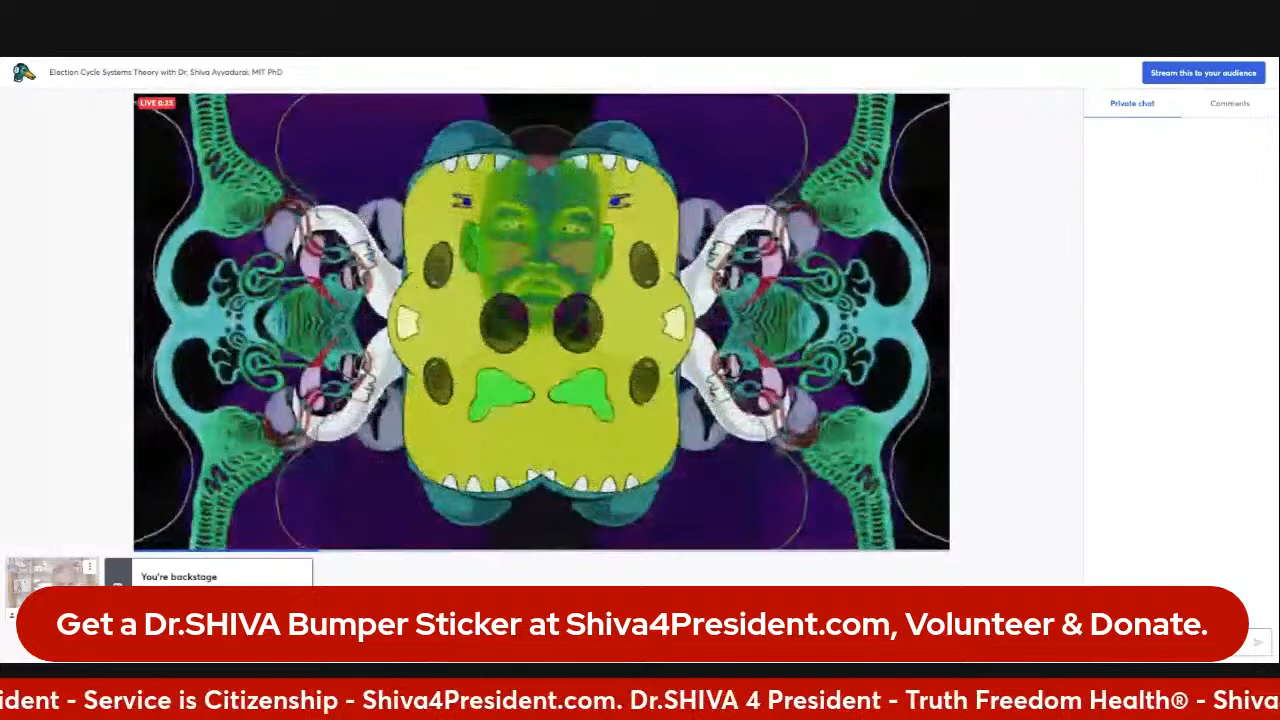 Election Cycle Systems Theory with Dr. Shiva Ayyadurai, MIT PhD
Stream this to your audience
LIVE 0:35
Private chat
Comments
You're backstage
Get a Dr.SHIVA Bumper Sticker at Shiva4President.com, Volunteer & Donate.
ident - Service is Citizenship - Shiva4President.com. Dr.SHIVA 4 President - Truth Freedom Health® - Shiva